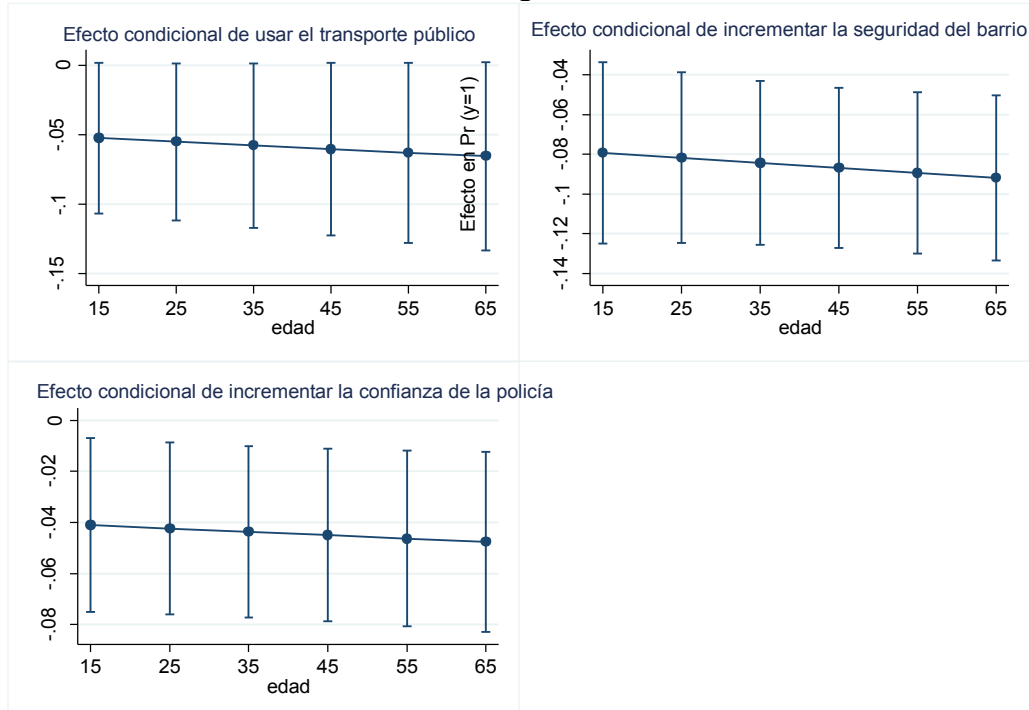 Efecto condicional de usar el transporte público
0
-.05
-.1
-.15
15 25 35 45 55 65
edad
Efecto condicional de incrementar la seguridad del barrio
Efecto en Pr (y=1)
-.04
-.06
-.08
-.1
-.12
-.14
15 25 35 45 55 65
edad
Efecto condicional de incrementar la confianza de la policía
0
-.02
-.04
-.06
-.08
15 25 35 45 55 65
edad